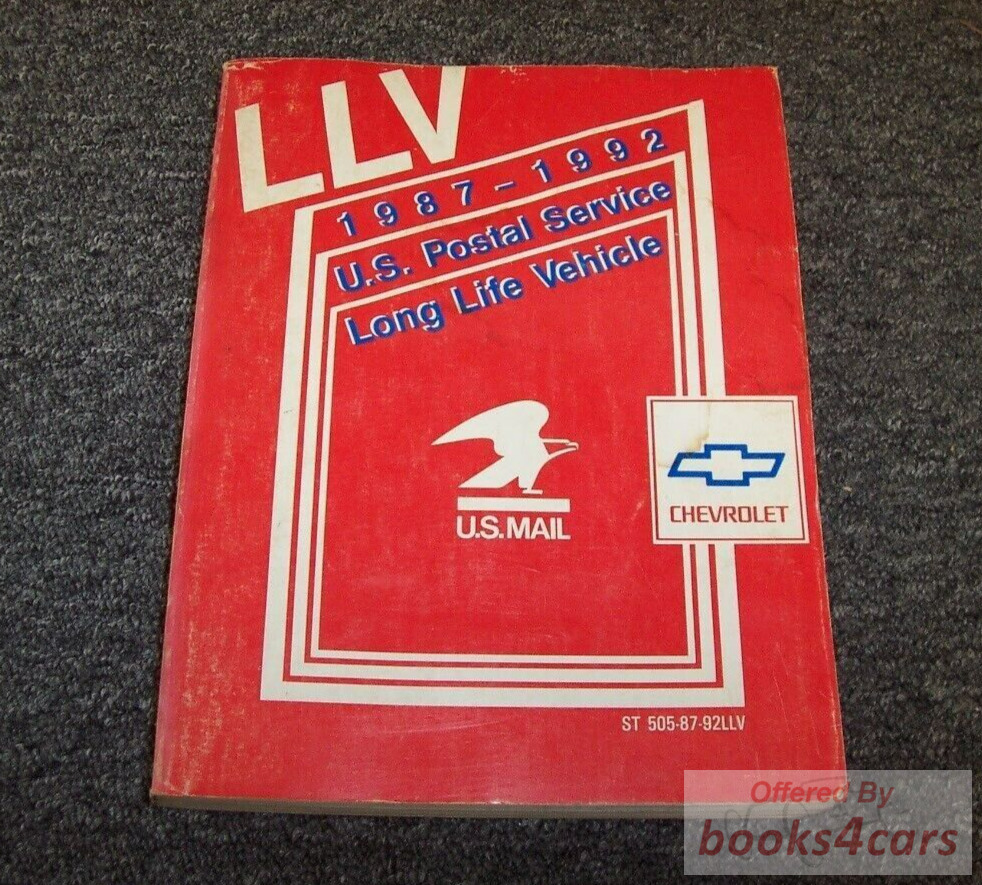 LLV
1987-1992
U.S. Postal Service
Long Life Vehicle
U.S.MAIL
CHEVROLET
ST 505-87-92LLV
Offered By
books4cars